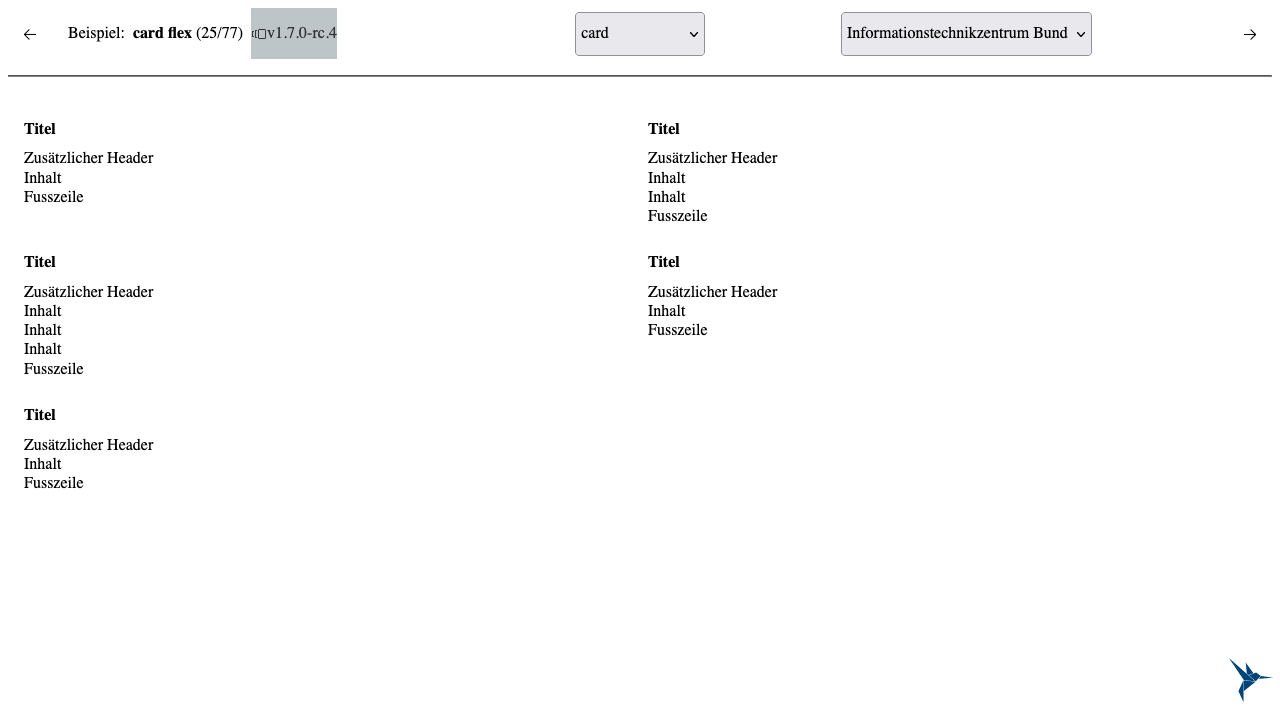 Beispiel: card flex (25/77) v1.7.0-rc.4
card
Informationstechnikzentrum Bund
Titel
Zusätzlicher Header
Inhalt
Fusszeile
Titel
Zusätzlicher Header
Inhalt
Inhalt
Fusszeile
Titel
Zusätzlicher Header
Inhalt
Inhalt
Inhalt
Fusszeile
Titel
Zusätzlicher Header
Inhalt
Fusszeile
Titel
Zusätzlicher Header
Inhalt
Fusszeile